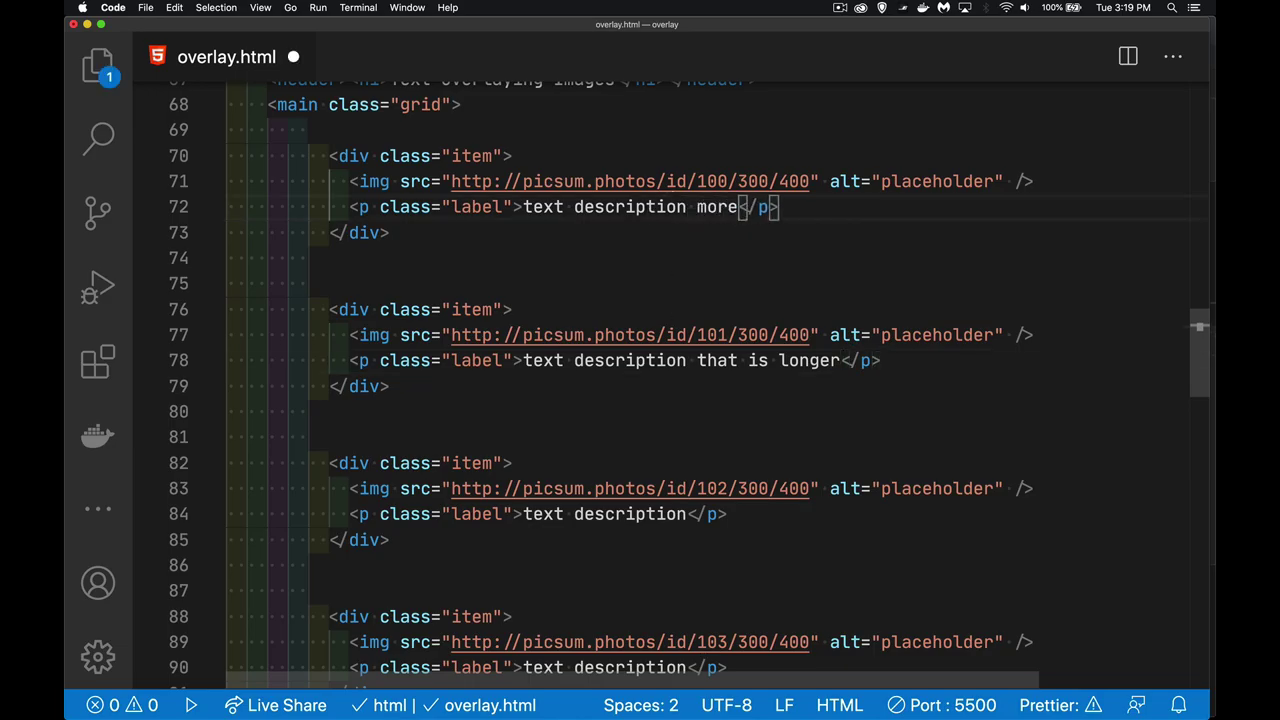 Code File Edit Selection View Go Run Terminal Window Help 100% Tue 3:19 PM
overlay.html — overlay
overlay.html
1
67 <header> <h1>Text overlaying images</h1> </header>
68 <main class="grid">
69
70 <div class="item">
71 <img src="http://picsum.photos/id/100/300/400" alt="placeholder" />
72 <p class="label">text description more</p>
73 </div>
74
75
76 <div class="item">
77 <img src="http://picsum.photos/id/101/300/400" alt="placeholder" />
78 <p class="label">text description that is longer</p>
79 </div>
80
81
82 <div class="item">
83 <img src="http://picsum.photos/id/102/300/400" alt="placeholder" />
84 <p class="label">text description</p>
85 </div>
86
87
88 <div class="item">
89 <img src="http://picsum.photos/id/103/300/400" alt="placeholder" />
90 <p class="label">text description</p>
0 0 Live Share html | overlay.html Spaces: 2 UTF-8 LF HTML Port : 5500 Prettier: